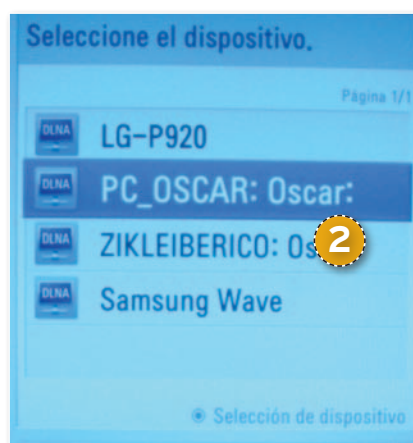 Seleccione el dispositivo.
Página 1/1
DLNA LG-P920
DLNA PC_OSCAR: Oscar:
DLNA ZIKLEIBERICO: Os
2
DLNA Samsung Wave
Selección de dispositivo